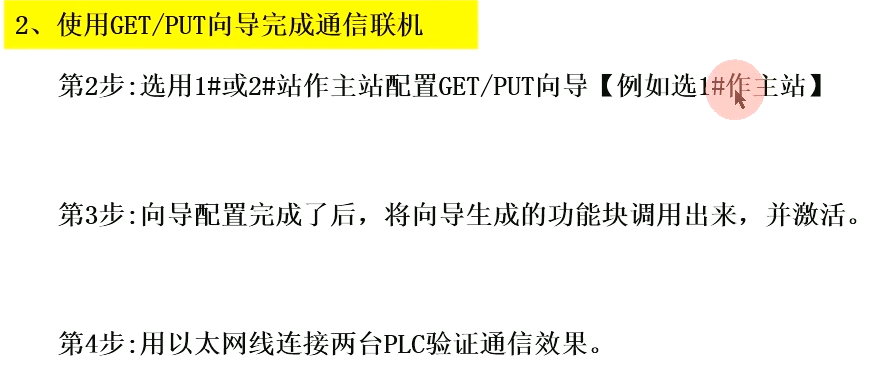 2、使用GET/PUT向导完成通信联机
第2步:选用1#或2#站作主站配置GET/PUT向导【例如选1#作主站】
第3步:向导配置完成了后，将向导生成的功能块调用出来，并激活。
第4步:用以太网线连接两台PLC验证通信效果。